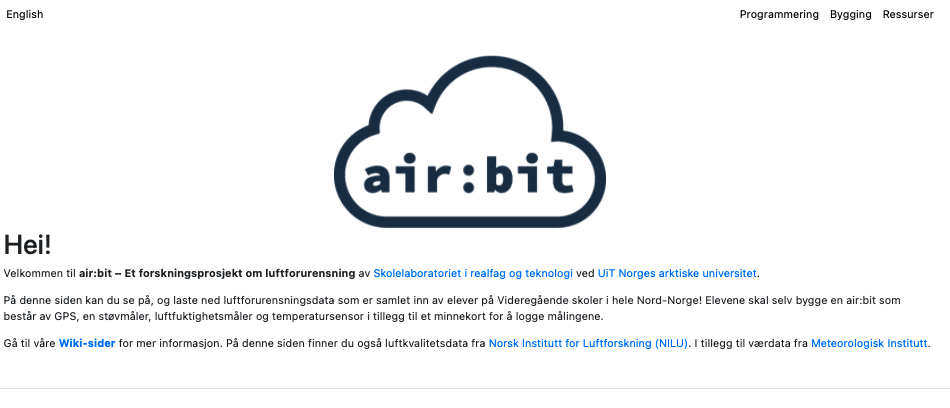 English
Programmering Bygging Ressurser
air:bit
Hei!
Velkommen til air:bit – Et forskningsprosjekt om luftforurensning av Skolelaboratoriet i realfag og teknologi ved UiT Norges arktiske universitet.
På denne siden kan du se på, og laste ned luftforurensningsdata som er samlet inn av elever på Videregående skoler i hele Nord-Norge! Elevene skal selv bygge en air:bit som
består av GPS, en støvmåler, luftfuktighetsmåler og temperatursensor i tillegg til et minnekort for å logge målingene.
Gå til våre Wiki-sider for mer informasjon. På denne siden finner du også luftkvalitetsdata fra Norsk Institutt for Luftforskning (NILU). I tillegg til værdata fra Meteorologisk Institutt.